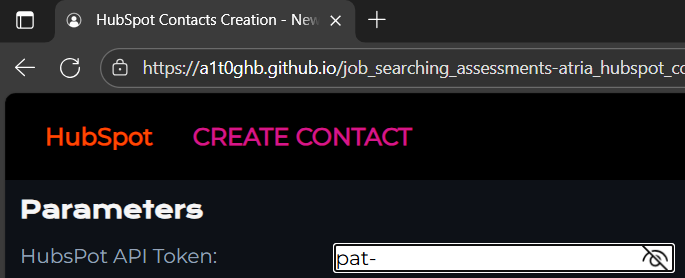 HubSpot Contacts Creation - New
https://a1t0ghb.github.io/job_searching_assessments-atria_hubspot_co
HubSpot CREATE CONTACT
Parameters
HubsPot API Token: pat-